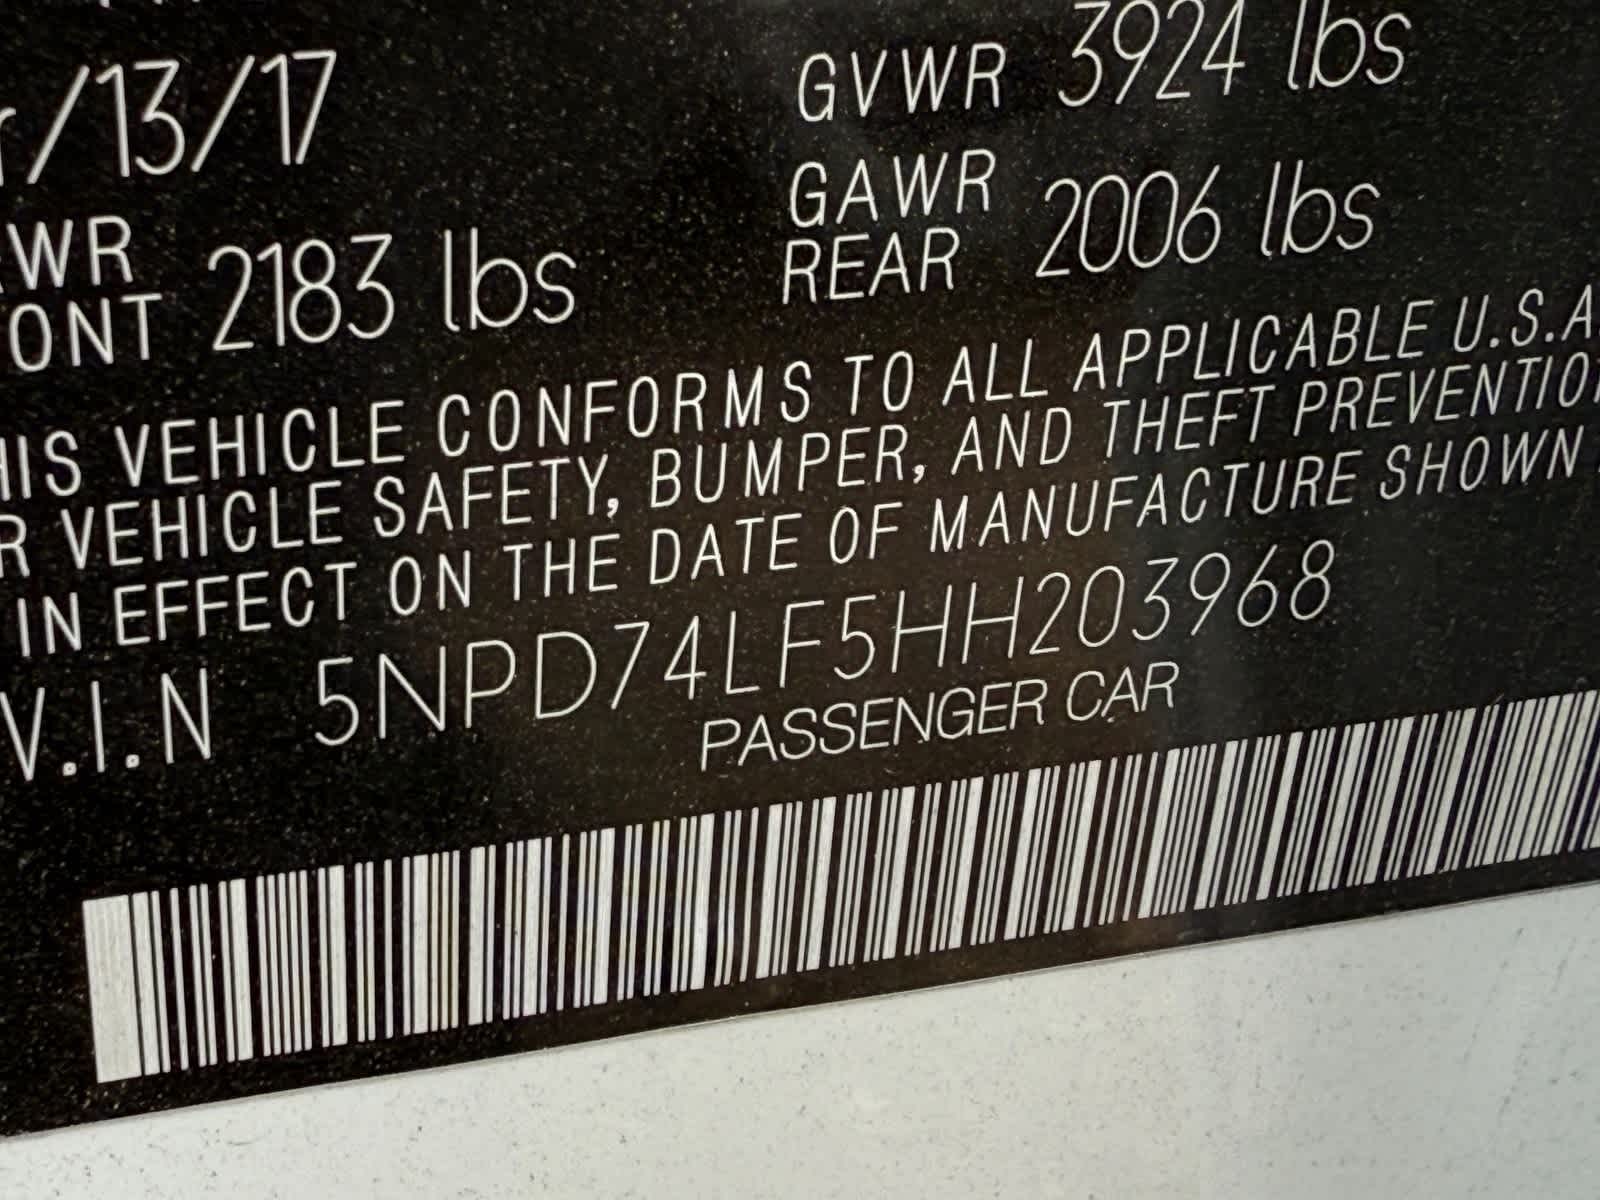 r/13/17 GVWR 3924 lbs
WR GAWR
ONT 2183 lbs REAR 2006 lbs
HIS VEHICLE CONFORMS TO ALL APPLICABLE U.S.A.
R VEHICLE SAFETY, BUMPER, AND THEFT PREVENTIO
IN EFFECT ON THE DATE OF MANUFACTURE SHOWN
V.I.N 5NPD74LF5HH203968
PASSENGER CAR